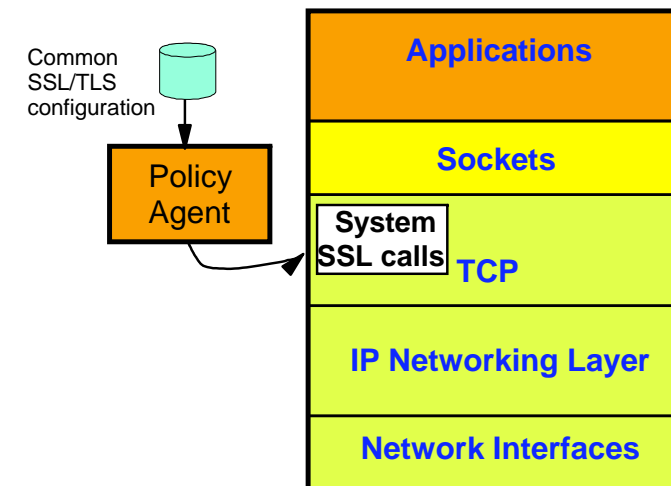 Common
SSL/TLS
configuration
Policy
Agent
Applications
Sockets
System
SSL calls
TCP
IP Networking Layer
Network Interfaces